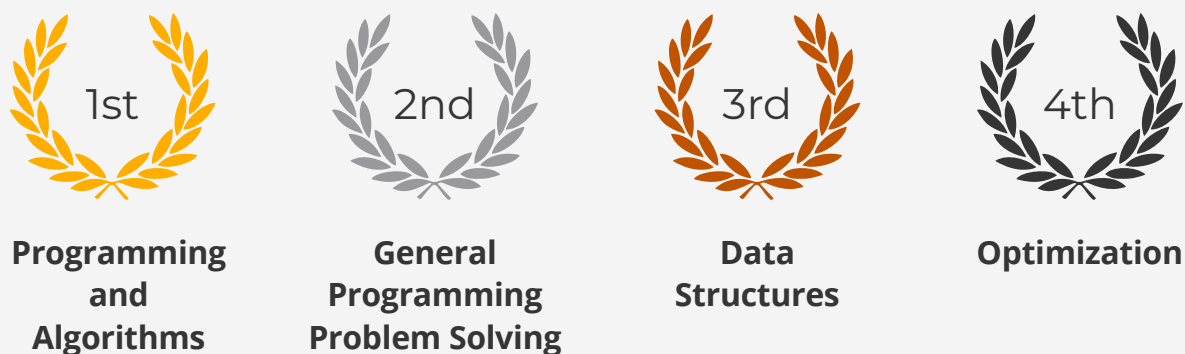 1st
Programming
and
Algorithms
2nd
General
Programming
Problem Solving
3rd
Data
Structures
4th
Optimization